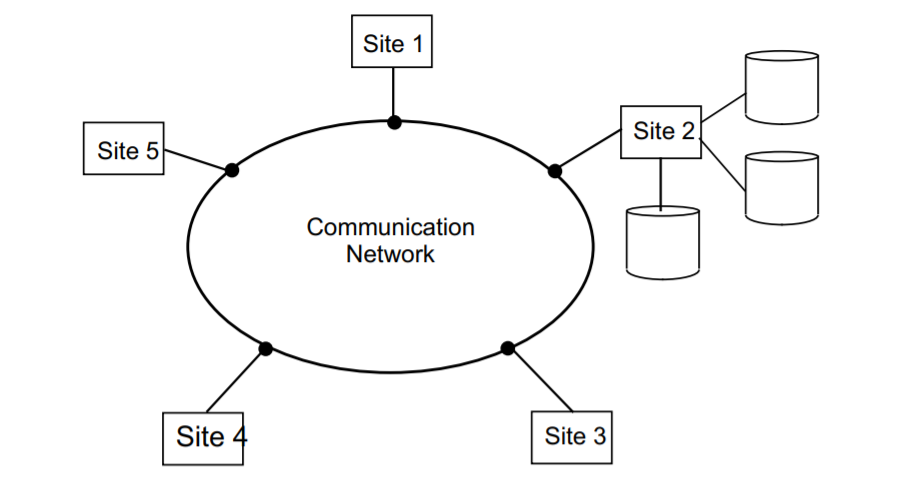 Site 1
Site 2
Site 5
Communication
Network
Site 4
Site 3